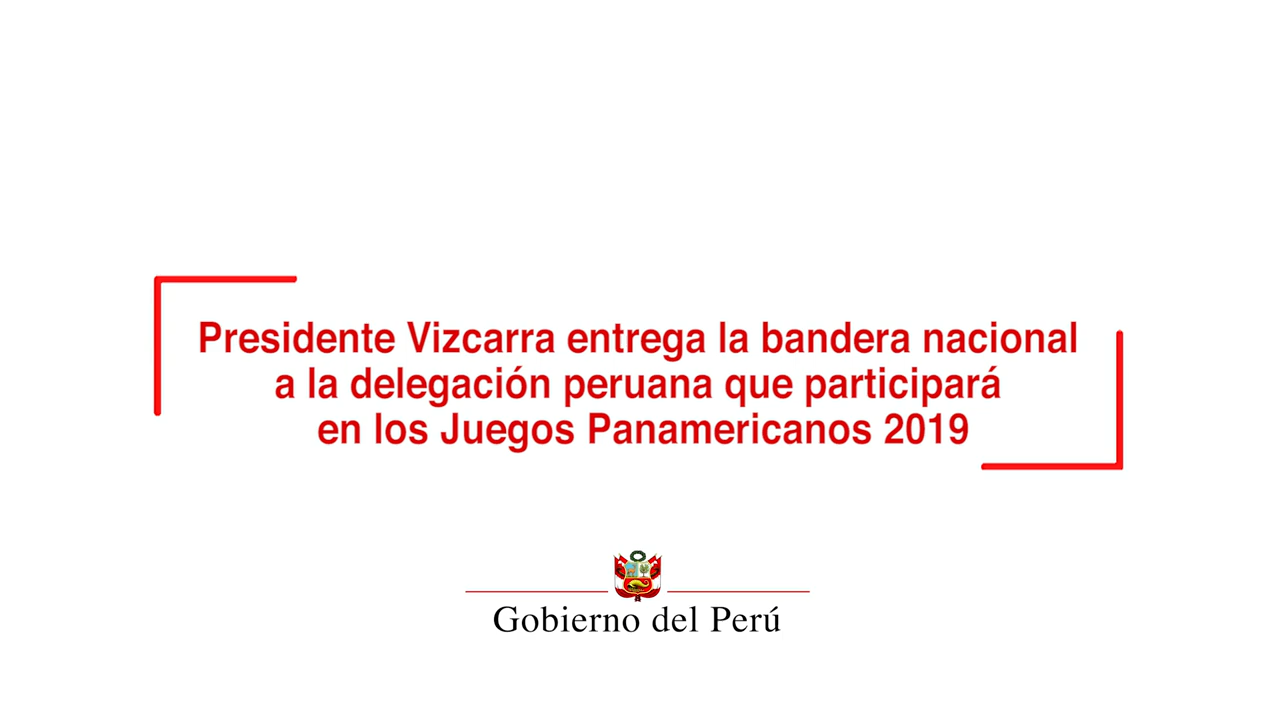 Presidente Vizcarra entrega la bandera nacional
a la delegación peruana que participará
en los Juegos Panamericanos 2019
Gobierno del Perú